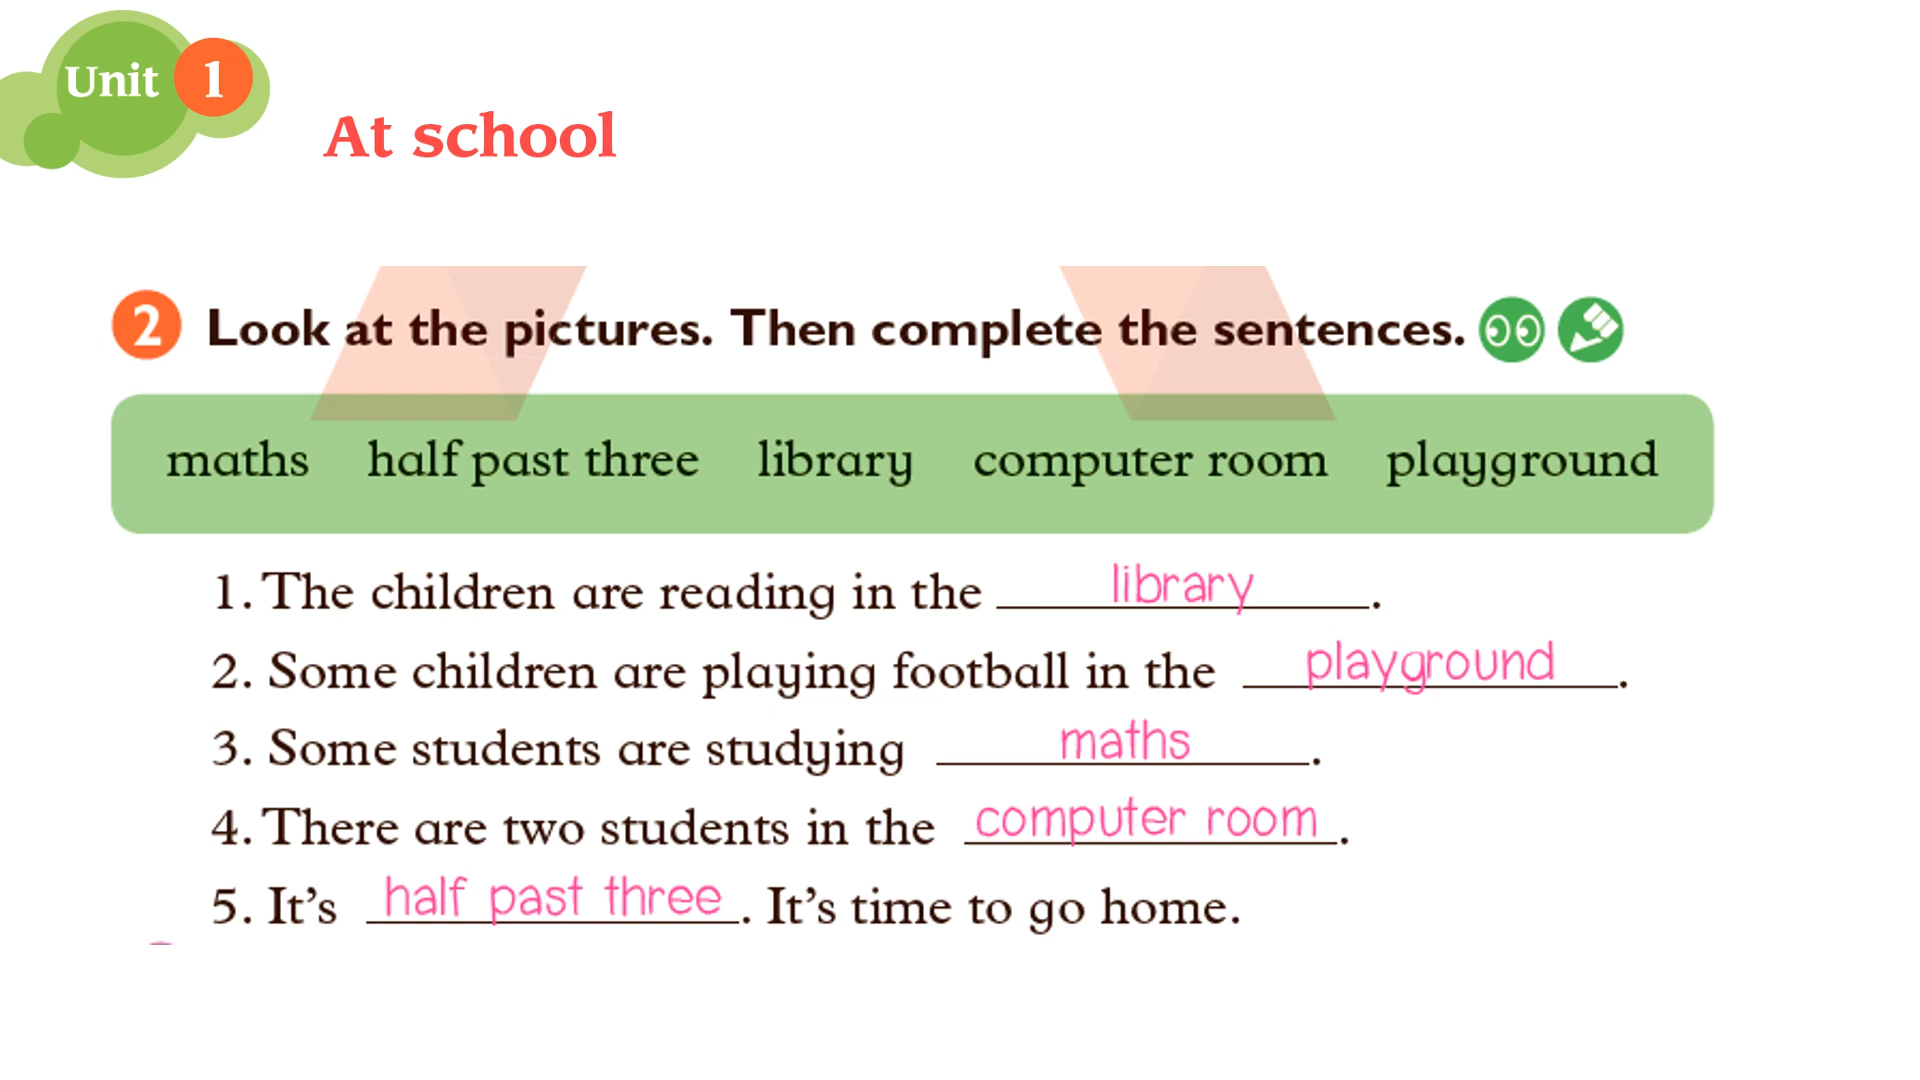 Unit 1
At school
2 Look at the pictures. Then complete the sentences.
maths half past three library computer room playground
1. The children are reading in the library.
2. Some children are playing football in the playground.
3. Some students are studying maths.
4. There are two students in the computer room.
5. It's half past three. It's time to go home.